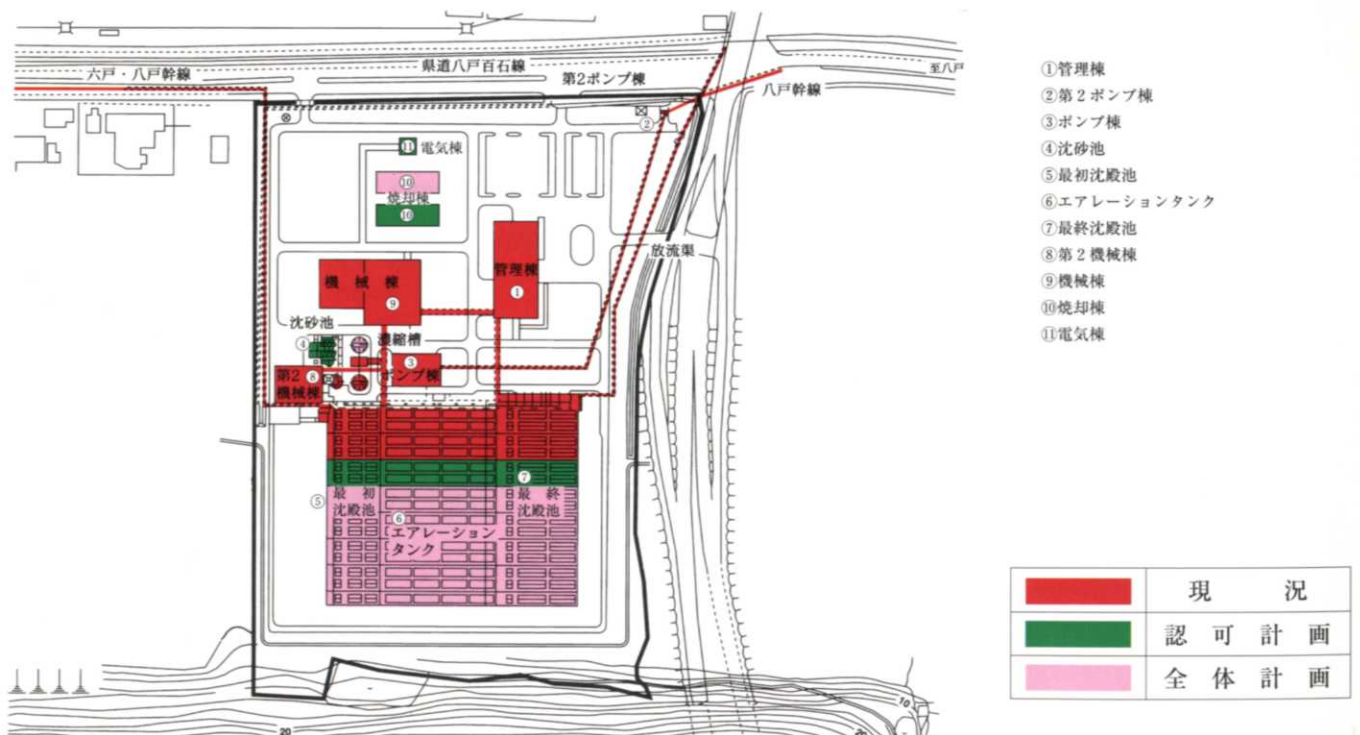 県道八戸百石線
六戸・八戸幹線
第2ポンプ棟
八戸幹線
至八戸
②
⑪電気棟
⑩
焼却棟
⑩
放流渠
管理棟
①
機械棟
⑨
沈砂池
④
濃縮槽
③
ポンプ棟
第2
機械棟
⑧
⑦
⑤
最初
沈殿池
最終
沈殿池
⑥
エアレーション
タンク
20
10
20
①管理棟
②第2ポンプ棟
③ポンプ棟
④沈砂池
⑤最初沈殿池
⑥エアレーションタンク
⑦最終沈殿池
⑧第2機械棟
⑨機械棟
⑩焼却棟
⑪電気棟
現況
認可計画
全体計画